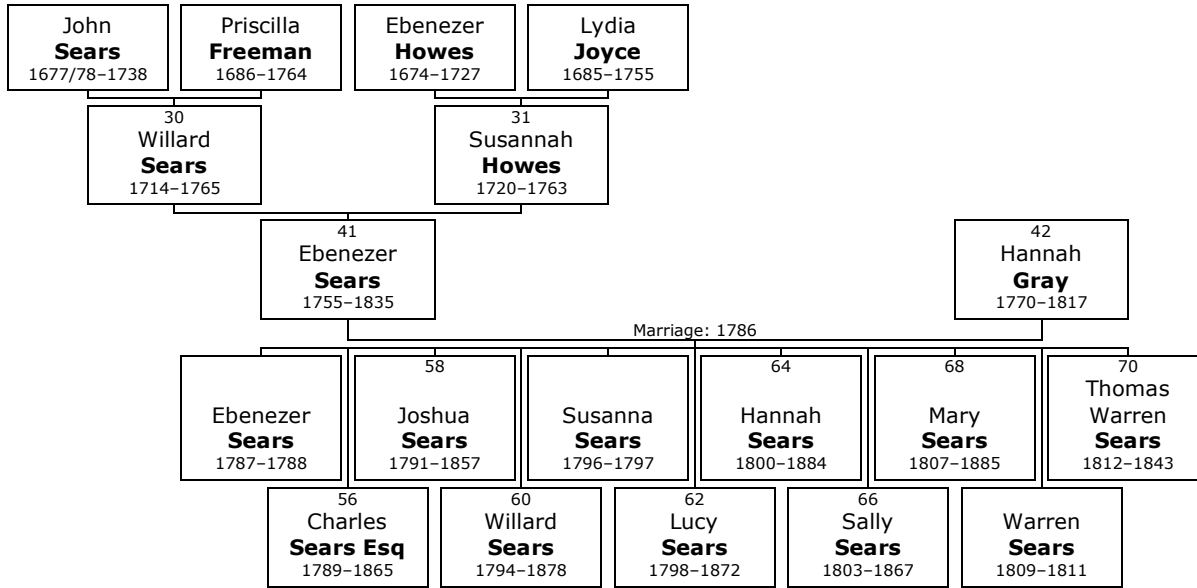 John
Sears
1677/78–1738
Priscilla
Freeman
1686–1764
Ebenezer
Howes
1674–1727
Lydia
Joyce
1685–1755
30
Willard
Sears
1714–1765
31
Susannah
Howes
1720–1763
41
Ebenezer
Sears
1755–1835
42
Hannah
Gray
1770–1817
Marriage: 1786
Ebenezer
Sears
1787–1788
58
Joshua
Sears
1791–1857
Susanna
Sears
1796–1797
64
Hannah
Sears
1800–1884
68
Mary
Sears
1807–1885
70
Thomas
Warren
Sears
1812–1843
56
Charles
Sears Esq
1789–1865
60
Willard
Sears
1794–1878
62
Lucy
Sears
1798–1872
66
Sally
Sears
1803–1867
Warren
Sears
1809–1811